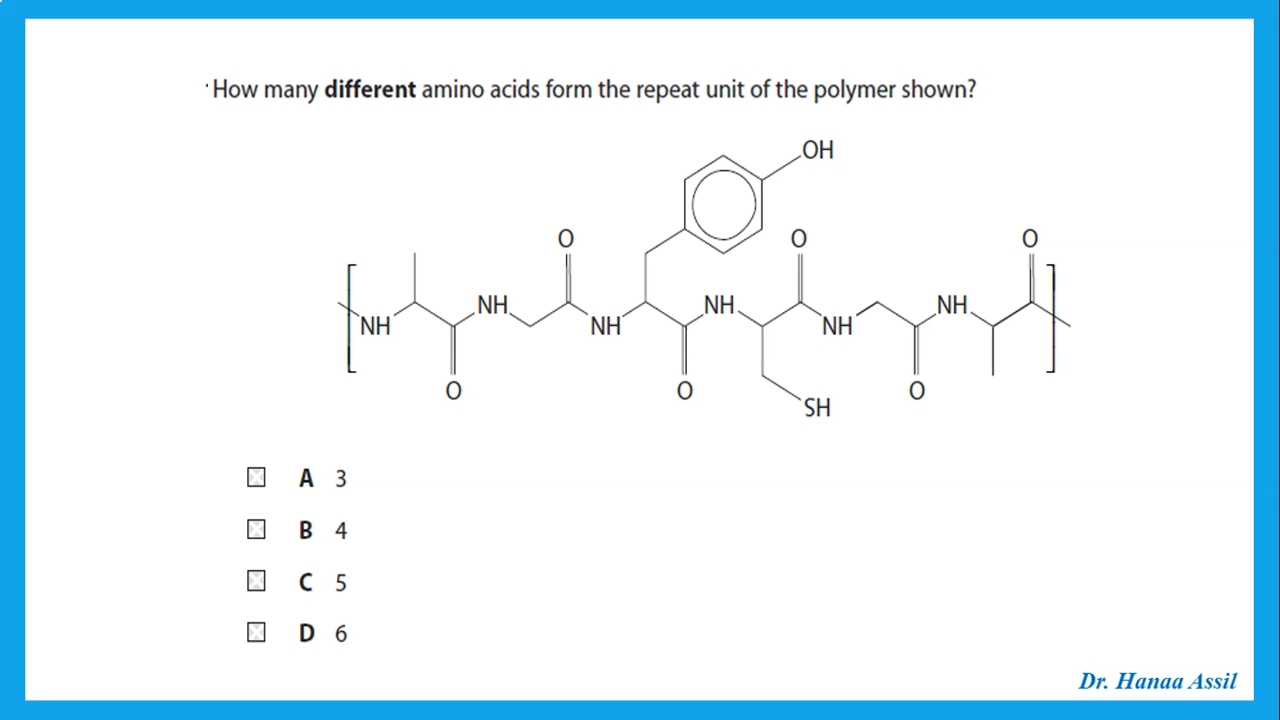 How many different amino acids form the repeat unit of the polymer shown?
OH
O O O
NH NH NH
NH NH NH
O O O
SH
A 3
B 4
C 5
D 6
Dr. Hanaa Assil